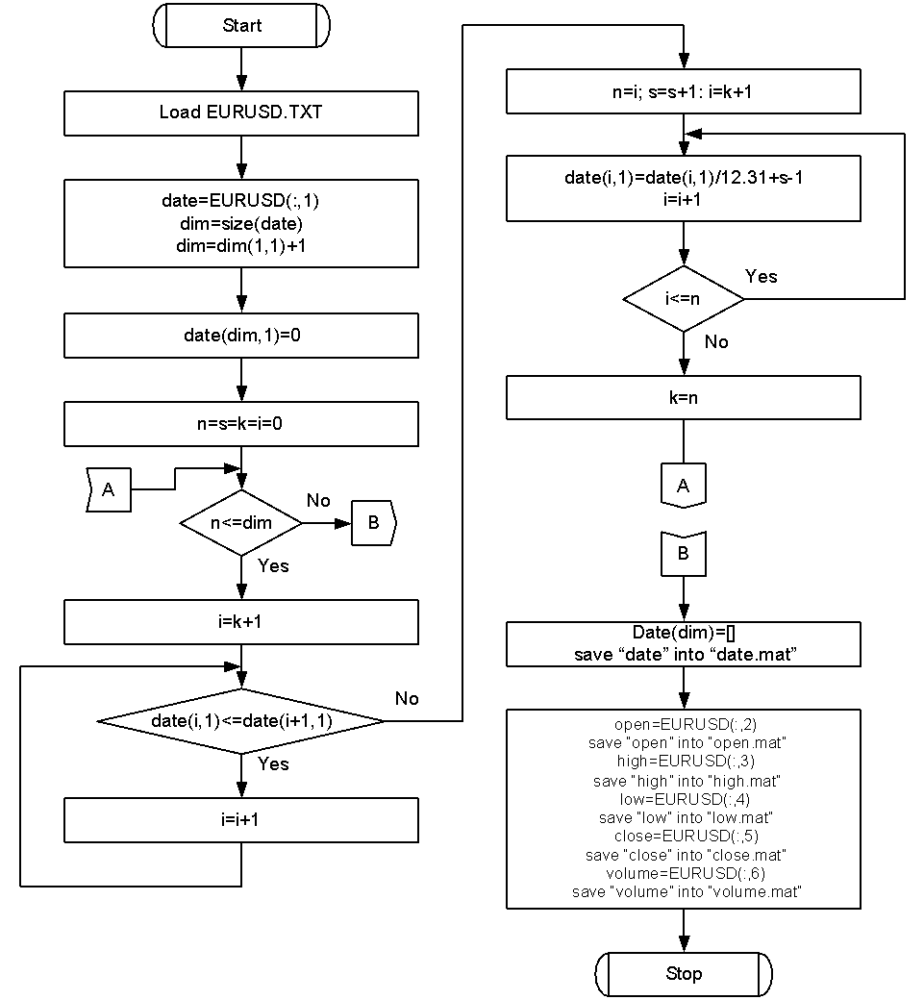 Start
Load EURUSD.TXT
date=EURUSD(:,1)
dim=size(date)
dim=dim(1,1)+1
date(dim,1)=0
n=s=k=i=0
A
n<=dim
No
B
Yes
i=k+1
date(i,1)<=date(i+1,1)
No
Yes
i=i+1
n=i; s=s+1: i=k+1
date(i,1)=date(i,1)/12.31+s-1
i=i+1
i<=n
Yes
No
k=n
A
B
Date(dim)=[]
save “date” into “date.mat”
open=EURUSD(:,2)
save “open” into “open.mat”
high=EURUSD(:,3)
save “high” into “high.mat”
low=EURUSD(:,4)
save “low” into “low.mat”
close=EURUSD(:,5)
save “close” into “close.mat”
volume=EURUSD(:,6)
save “volume” into “volume.mat”
Stop